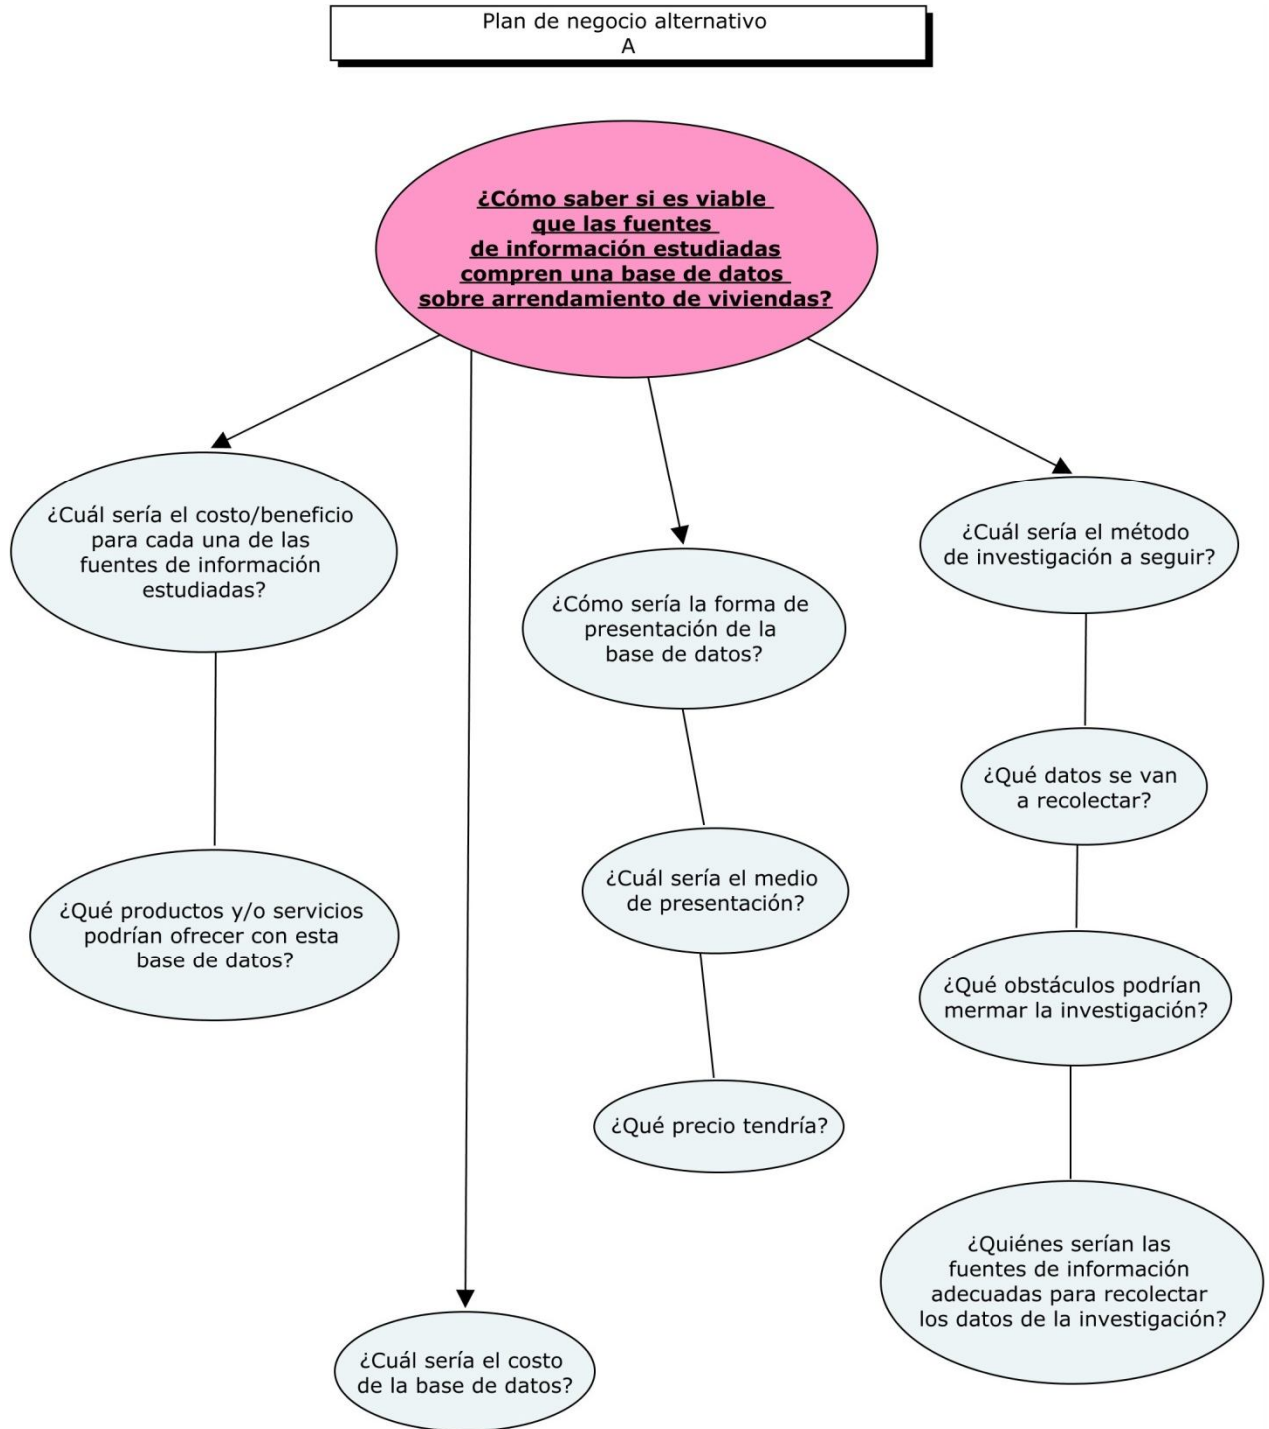 Plan de negocio alternativo
A
¿Cómo saber si es viable
que las fuentes
de información estudiadas
compren una base de datos
sobre arrendamiento de viviendas?
¿Cuál sería el costo/beneficio
para cada una de las
fuentes de información
estudiadas?
¿Qué productos y/o servicios
podrían ofrecer con esta
base de datos?
¿Cuál sería el costo
de la base de datos?
¿Cómo sería la forma de
presentación de la
base de datos?
¿Cuál sería el medio
de presentación?
¿Qué precio tendría?
¿Cuál sería el método
de investigación a seguir?
¿Qué datos se van
a recolectar?
¿Qué obstáculos podrían
mermar la investigación?
¿Quiénes serían las
fuentes de información
adecuadas para recolectar
los datos de la investigación?